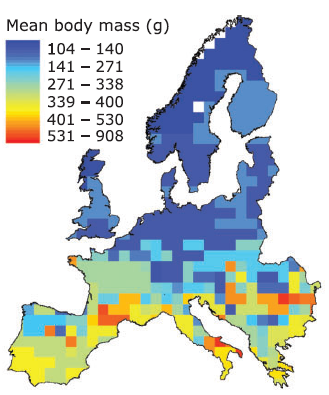 Mean body mass (g)
104 – 140
141 – 271
271 – 338
339 – 400
401 – 530
531 – 908